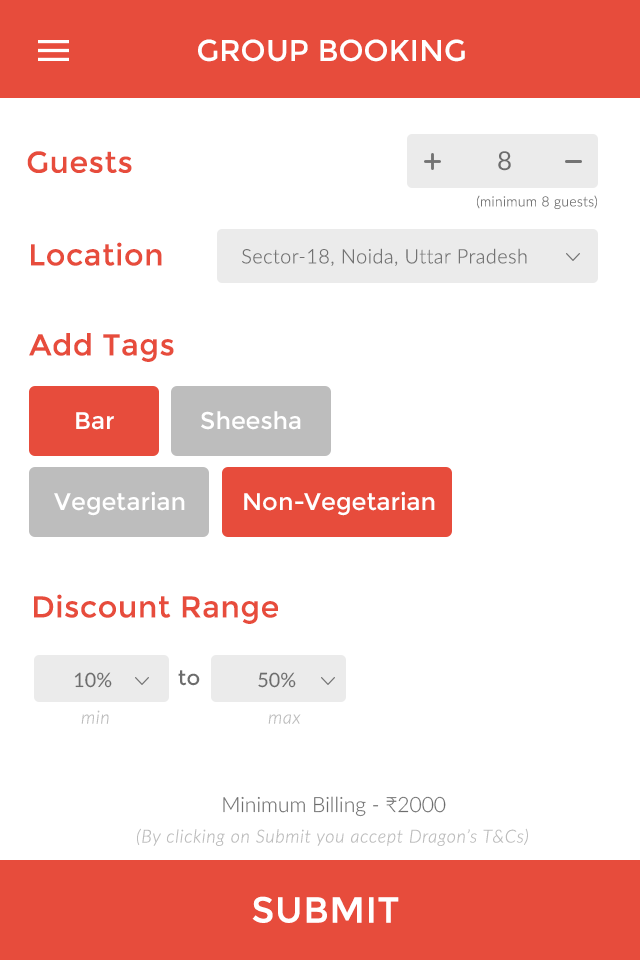 GROUP BOOKING
Guests
+ 8 −
(minimum 8 guests)
Location
Sector-18, Noida, Uttar Pradesh
Add Tags
Bar
Sheesha
Vegetarian
Non-Vegetarian
Discount Range
10% to 50%
min
max
Minimum Billing - ₹2000
(By clicking on Submit you accept Dragon's T&Cs)
SUBMIT